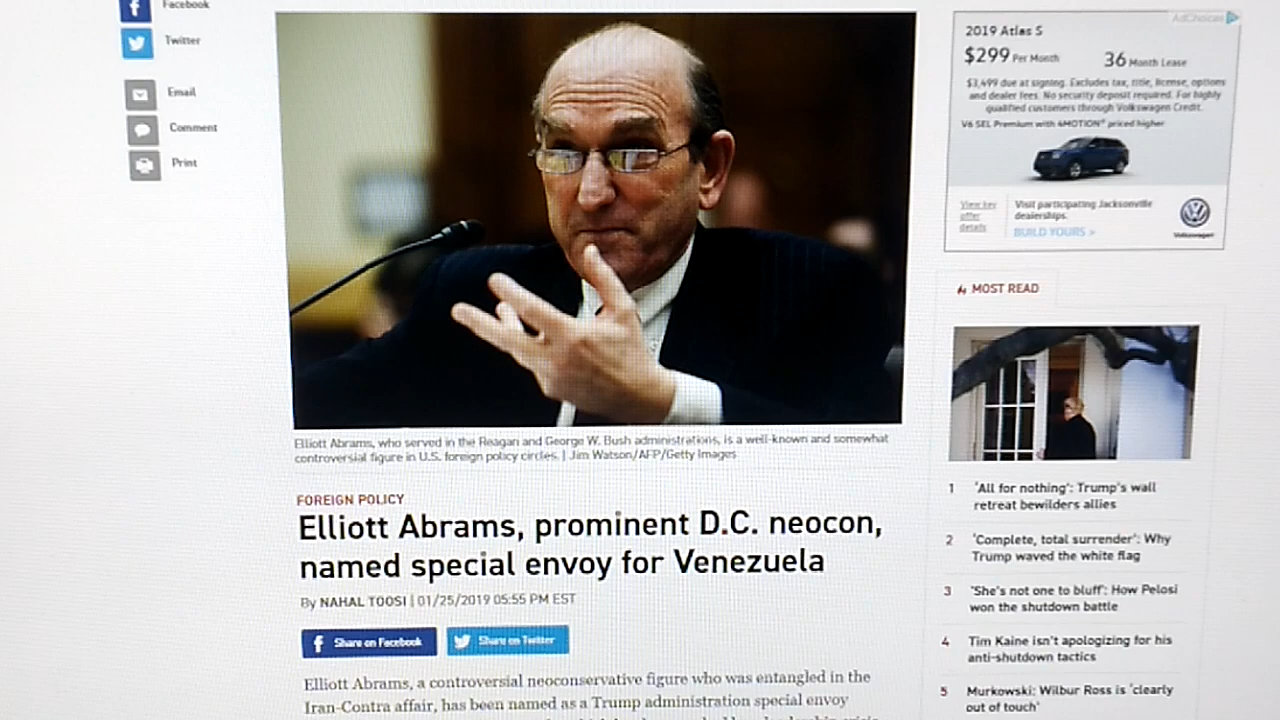 Facebook
Twitter
Email
Comment
Print
Elliott Abrams, who served in the Reagan and George W. Bush administrations, is a well-known and somewhat
controversial figure in U.S. foreign policy circles. | Jim Watson/AFP/Getty Images
FOREIGN POLICY
Elliott Abrams, prominent D.C. neocon,
named special envoy for Venezuela
By NAHAL TOOSI | 01/25/2019 05:55 PM EST
Share on Facebook
Share on Twitter
Elliott Abrams, a controversial neoconservative figure who was entangled in the
Iran-Contra affair, has been named as a Trump administration special envoy
AdChoices
2019 Atlas S
$299 Per Month
36 Month Lease
$3,499 due at signing. Excludes tax, title, license, options
and dealer fees. No security deposit required. For highly
qualified customers through Volkswagen Credit.
V6 SEL Premium with 4MOTION® priced higher
View key
offer
details
Visit participating Jacksonville
dealerships.
BUILD YOURS >
Volkswagen
MOST READ
1 'All for nothing': Trump's wall
retreat bewilders allies
2 'Complete, total surrender': Why
Trump waved the white flag
3 'She's not one to bluff': How Pelosi
won the shutdown battle
4 Tim Kaine isn't apologizing for his
anti-shutdown tactics
5 Murkowski: Wilbur Ross is 'clearly
out of touch'